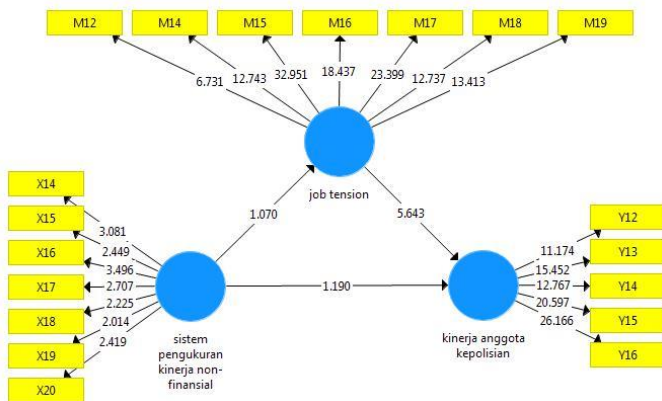 M12 M14 M15 M16 M17 M18 M19
6.731 12.743 32.951 18.437 23.399 12.737 13.413
job tension
1.070 5.643
X14
X15
X16
X17
X18
X19
X20
3.081
2.449
3.496
2.707
2.225
2.014
2.419
sistem
pengukuran
kinerja non-
finansial
1.190
kinerja anggota
kepolisian
11.174
15.452
12.767
20.597
26.166
Y12
Y13
Y14
Y15
Y16